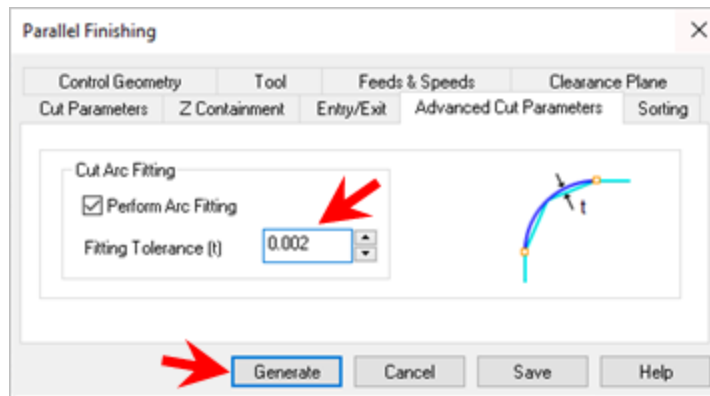 Parallel Finishing
Control Geometry Tool Feeds & Speeds Clearance Plane
Cut Parameters Z Containment Entry/Exit Advanced Cut Parameters Sorting
Cut Arc Fitting
Perform Arc Fitting
Fitting Tolerance (t) 0.002
t
Generate Cancel Save Help